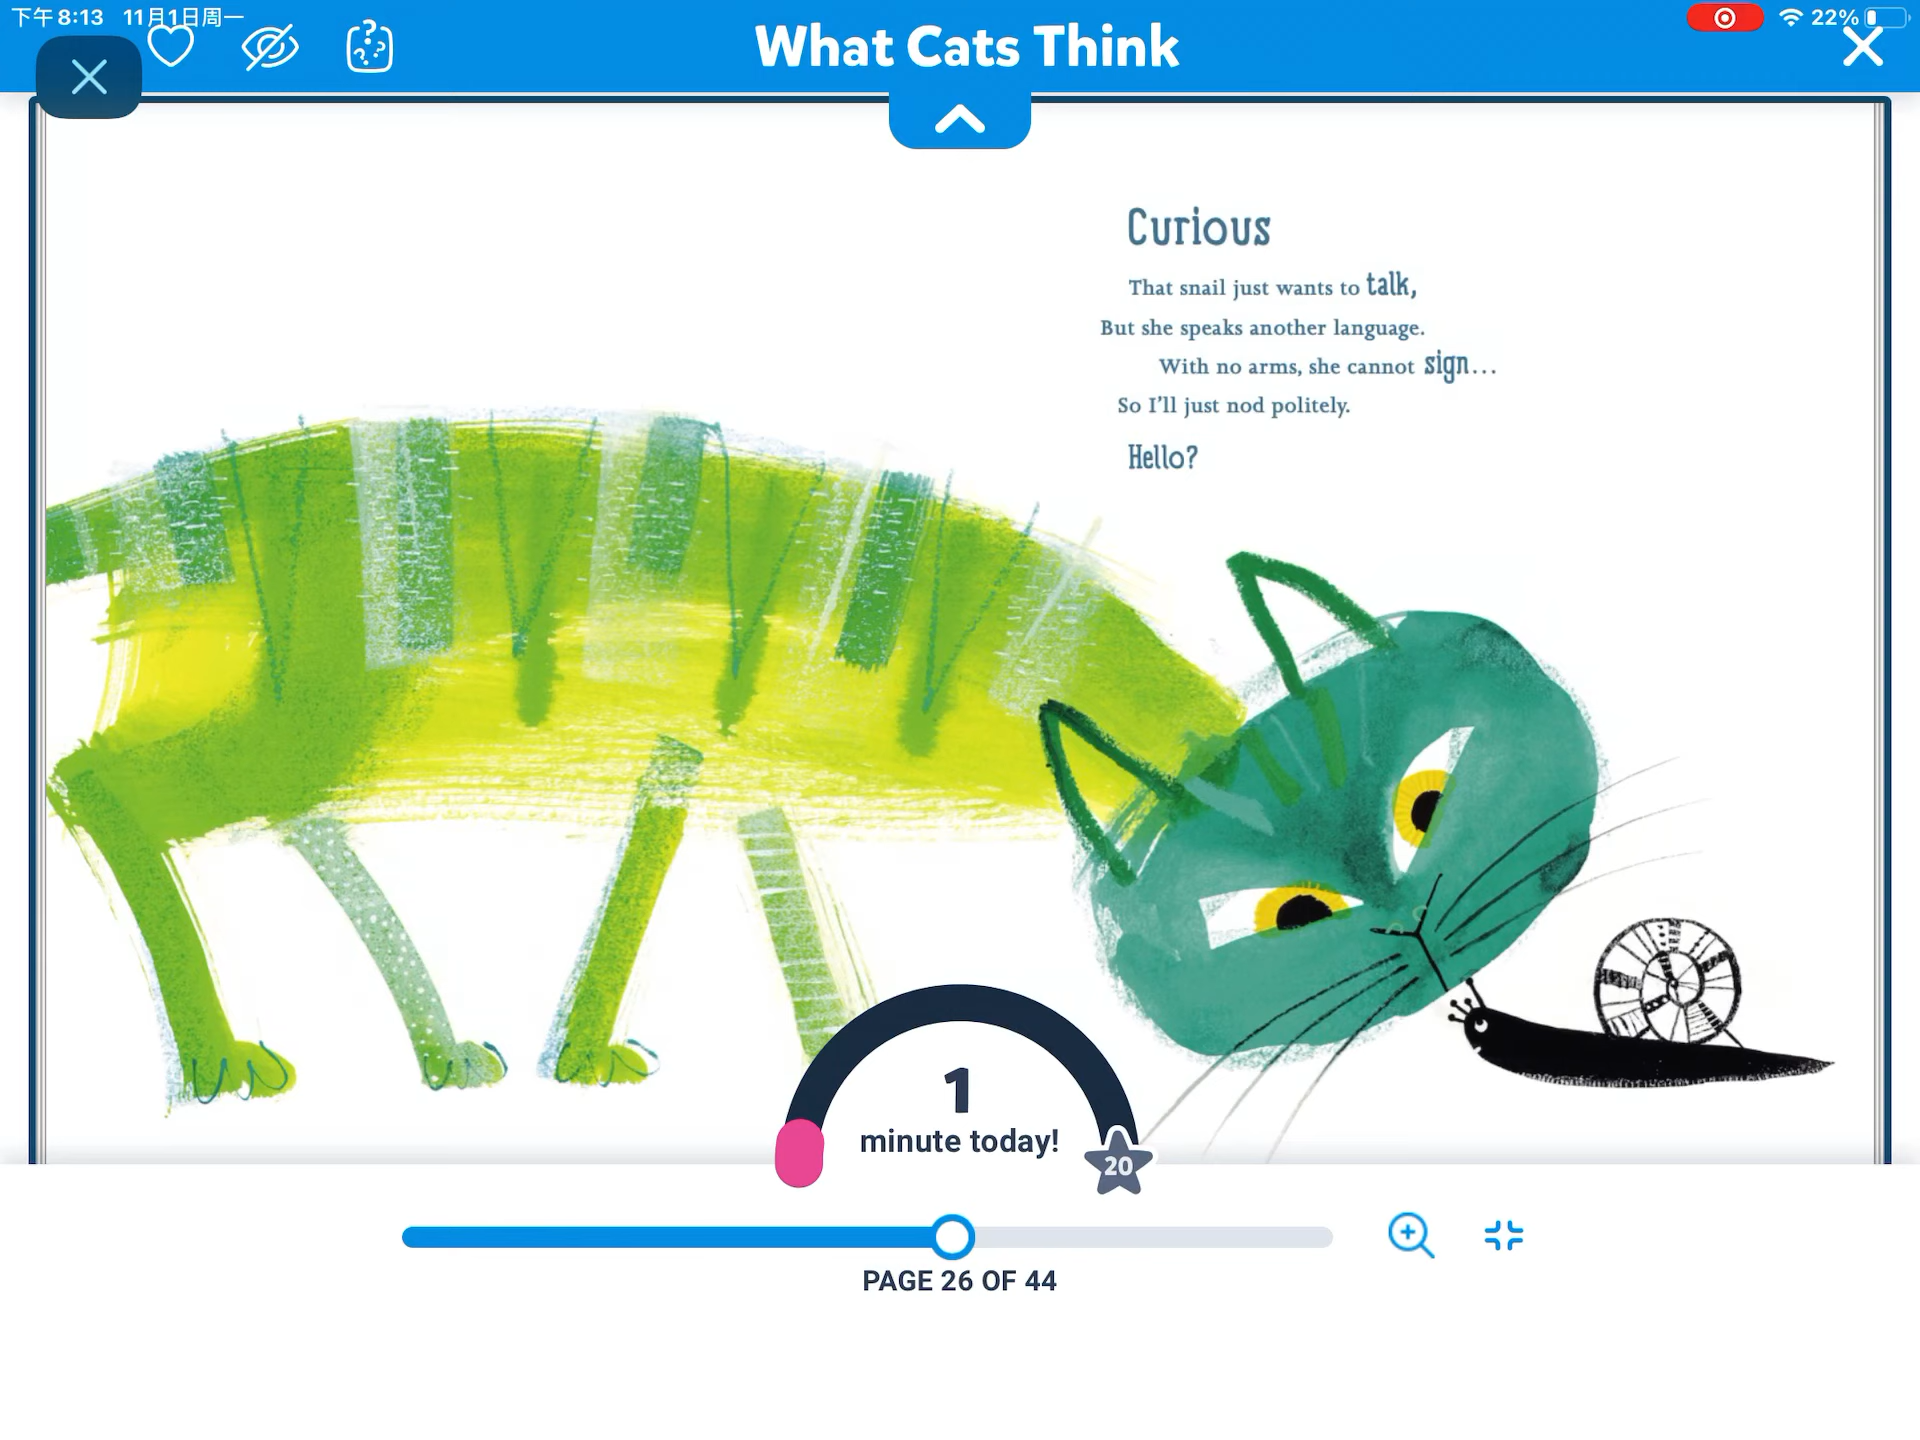 下午8:13 11月1日周一
22%
What Cats Think
Curious
That snail just wants to talk,
But she speaks another language.
With no arms, she cannot sign...
So I'll just nod politely.
Hello?
1
minute today!
20
PAGE 26 OF 44